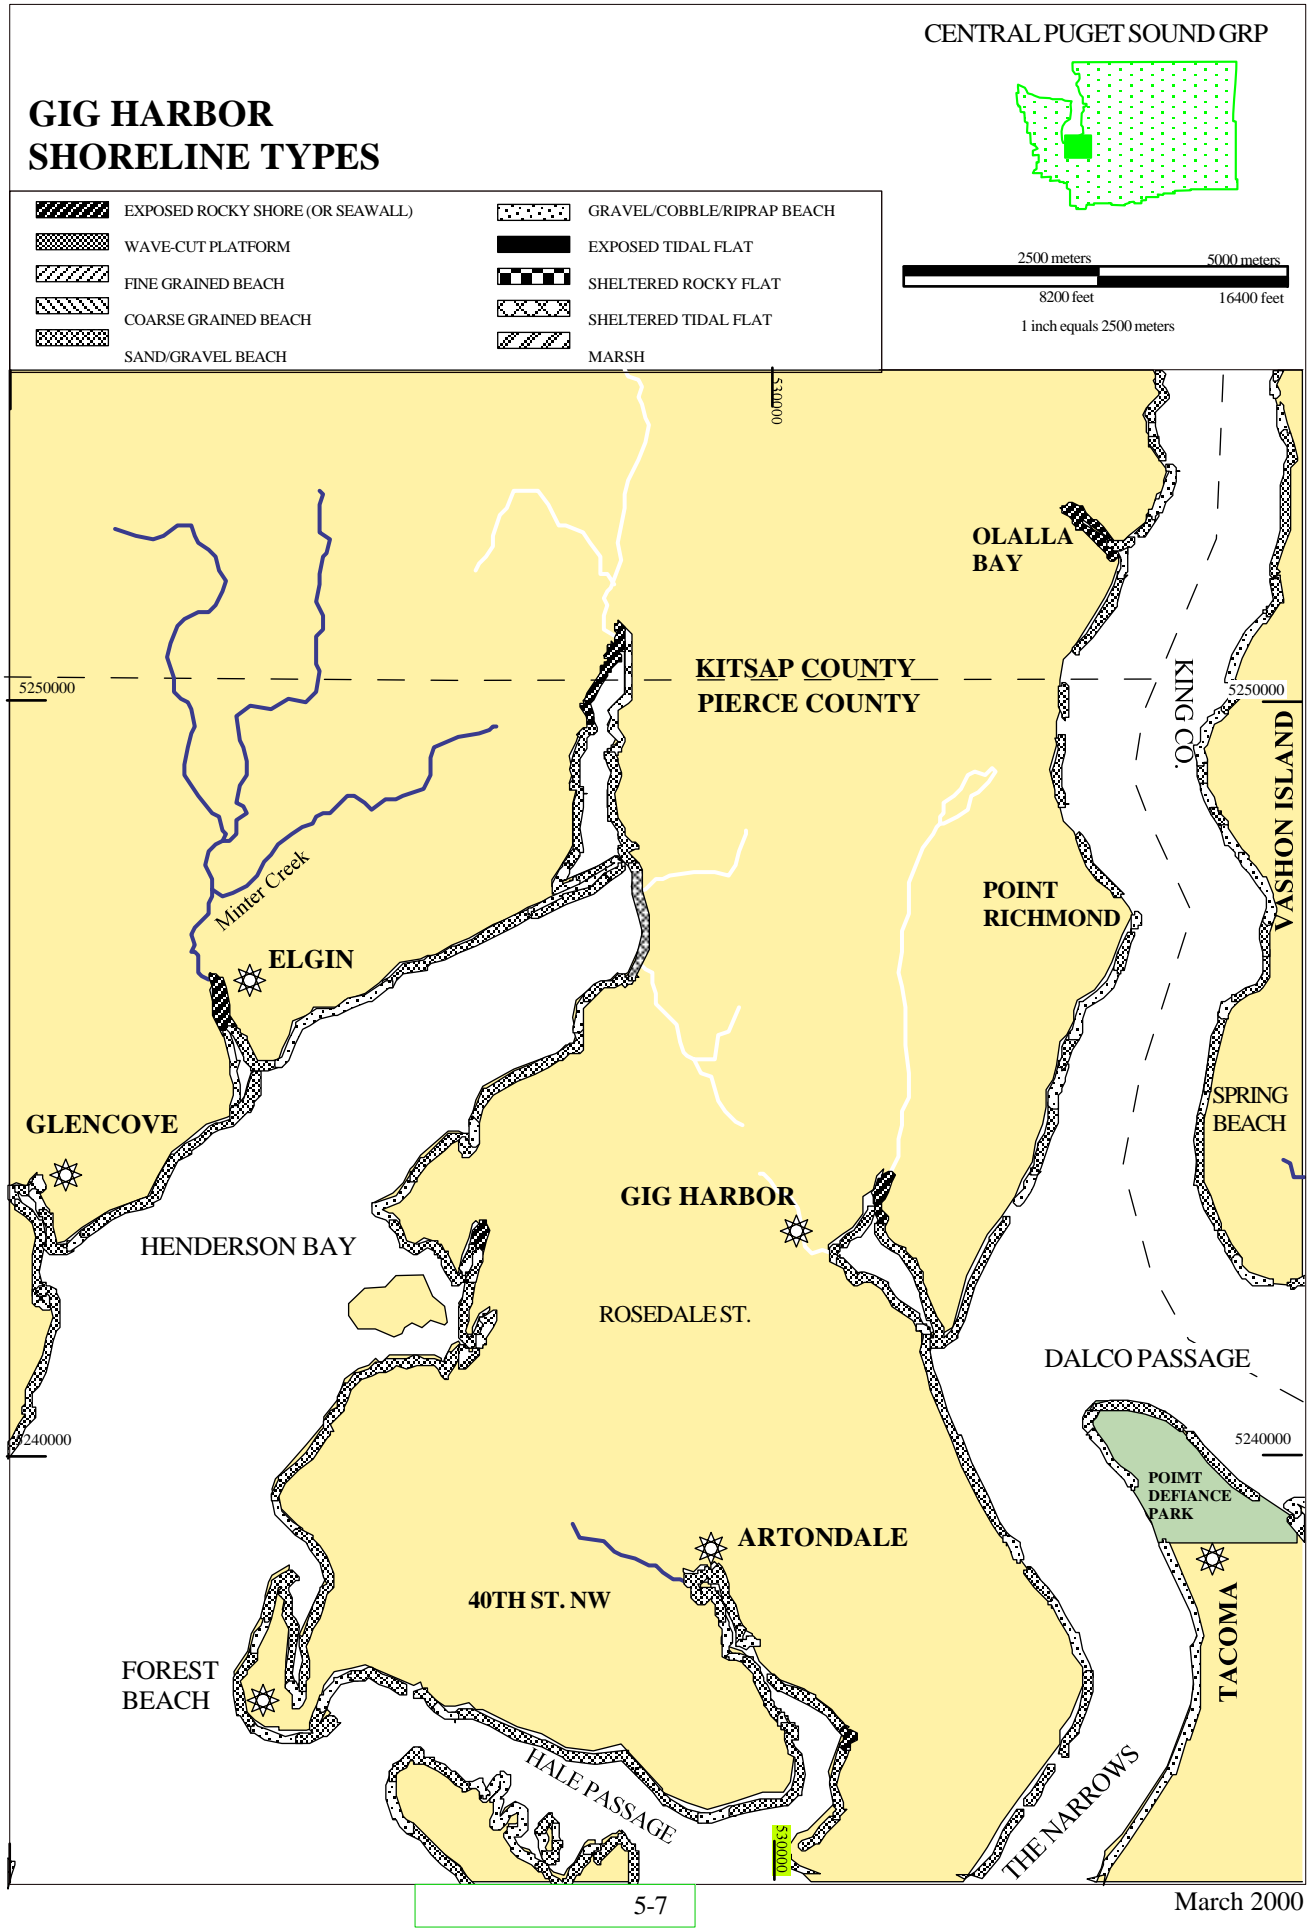 CENTRAL PUGET SOUND GRP
GIG HARBOR
SHORELINE TYPES
EXPOSED ROCKY SHORE (OR SEAWALL)
WAVE-CUT PLATFORM
FINE GRAINED BEACH
COARSE GRAINED BEACH
SAND/GRAVEL BEACH
GRAVEL/COBBLE/RIPRAP BEACH
EXPOSED TIDAL FLAT
SHELTERED ROCKY FLAT
SHELTERED TIDAL FLAT
MARSH
2500 meters
5000 meters
8200 feet
16400 feet
1 inch equals 2500 meters
530000
OLALLA
BAY
KITSAP COUNTY
PIERCE COUNTY
KING CO.
5250000
5250000
VASHON ISLAND
Minter Creek
POINT
RICHMOND
ELGIN
SPRING
BEACH
GLENCOVE
GIG HARBOR
HENDERSON BAY
ROSEDALE ST.
DALCO PASSAGE
5240000
5240000
POIMT
DEFIANCE
PARK
ARTONDALE
40TH ST. NW
TACOMA
FOREST
BEACH
HALE PASSAGE
THE NARROWS
530000
5-7
March 2000